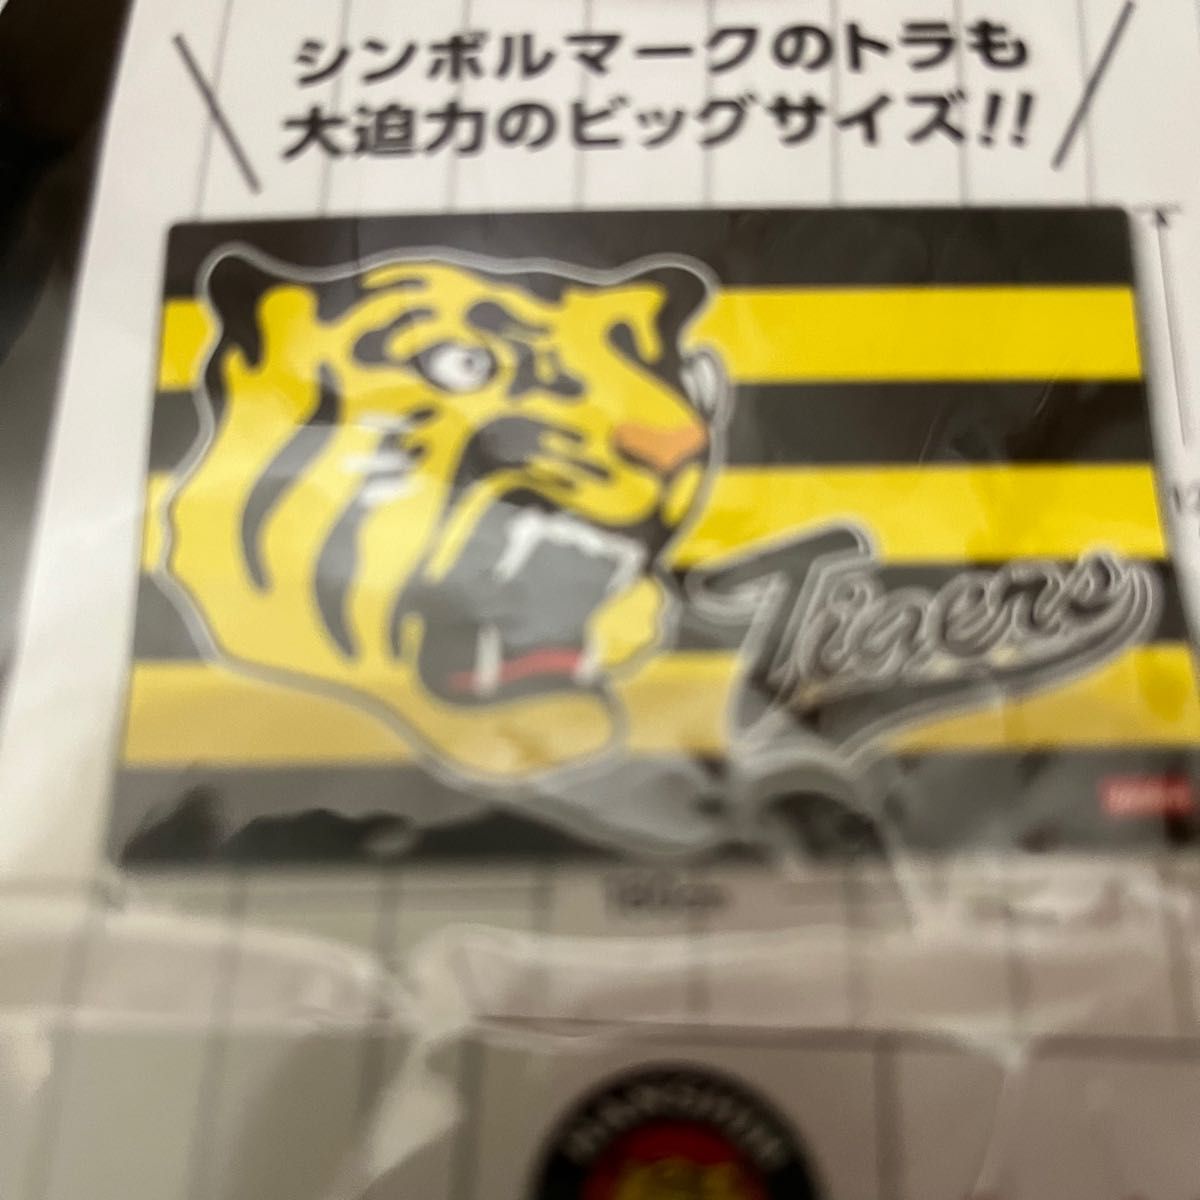 シンボルマークのトラも
大迫力のビッグサイズ!!
Tigers
HANSHIN